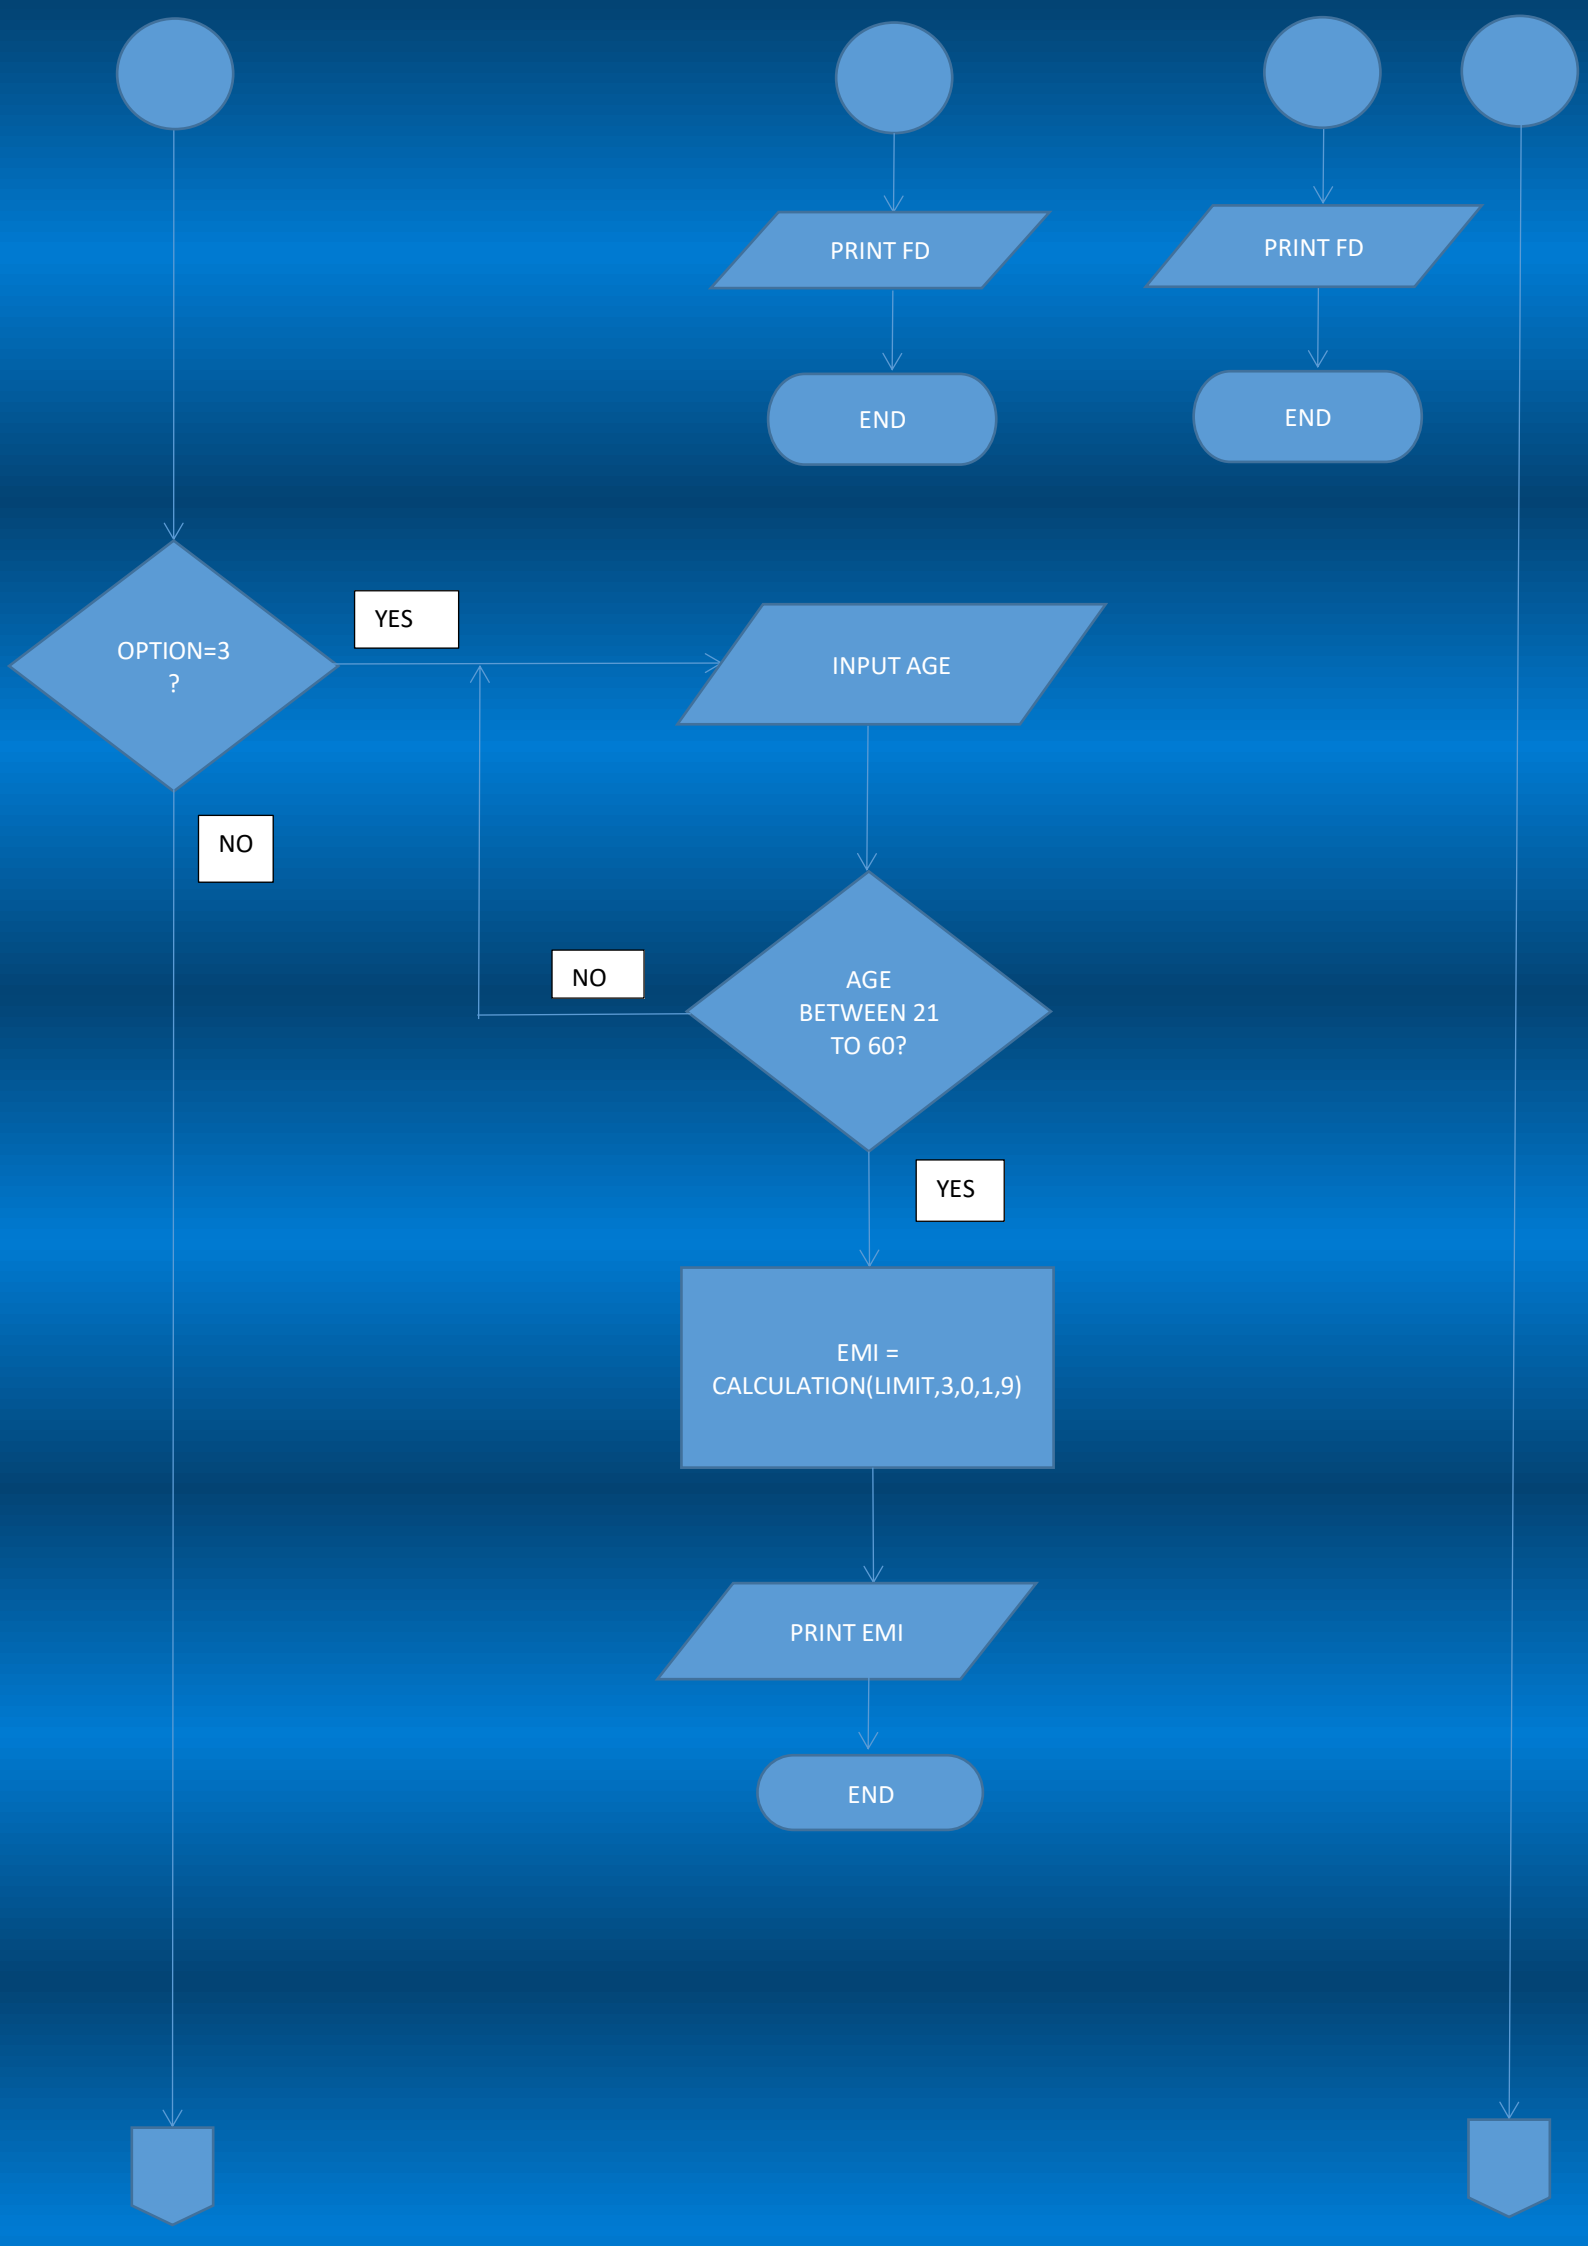 PRINT FD
PRINT FD
END
END
YES
OPTION=3
?
INPUT AGE
NO
NO
AGE
BETWEEN 21
TO 60?
YES
EMI =
CALCULATION(LIMIT,3,0,1,9)
PRINT EMI
END